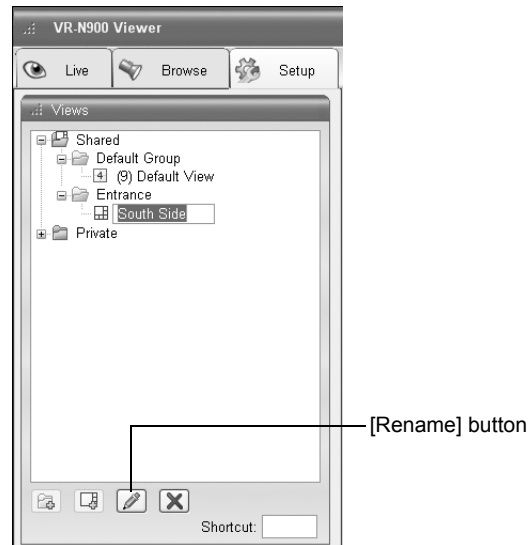 VR-N900 Viewer
Live Browse Setup
Views
Shared
Default Group
4 (9) Default View
Entrance
South Side
Private
[Rename] button
Shortcut: